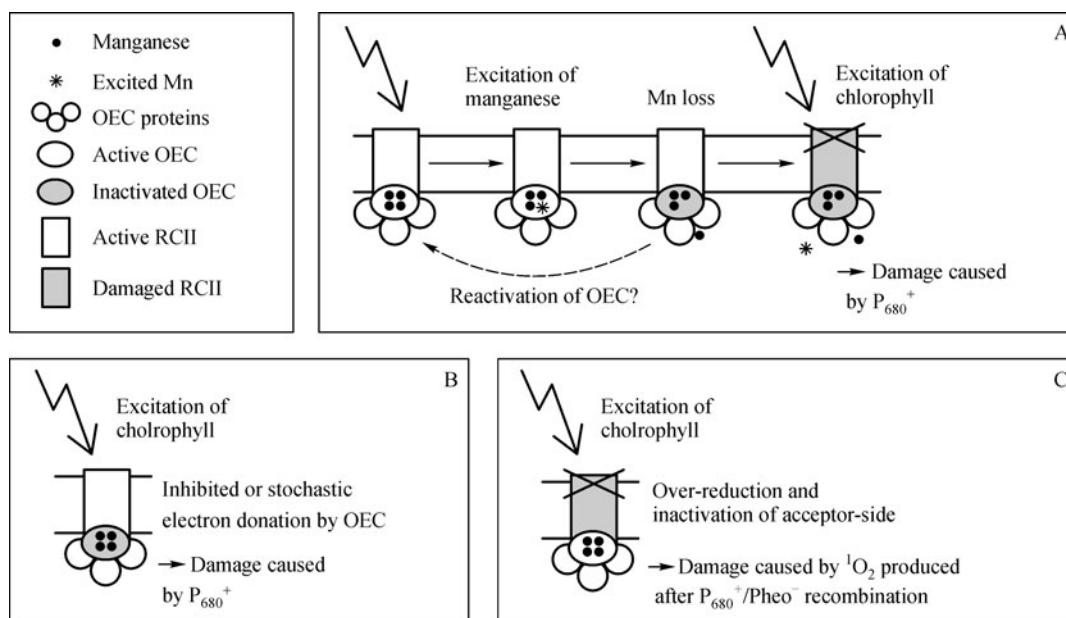 Manganese
Excited Mn
OEC proteins
Active OEC
Inactivated OEC
Active RCII
Damaged RCII
A
Excitation of
manganese
Mn loss
Excitation of
chlorophyll
Reactivation of OEC?
Damage caused
by P₆₈₀⁺
B
Excitation of
cholrophyll
Inhibited or stochastic
electron donation by OEC
Damage caused
by P₆₈₀⁺
C
Excitation of
cholrophyll
Over-reduction and
inactivation of acceptor-side
Damage caused by ¹O₂ produced
after P₆₈₀⁺/Pheo⁻ recombination